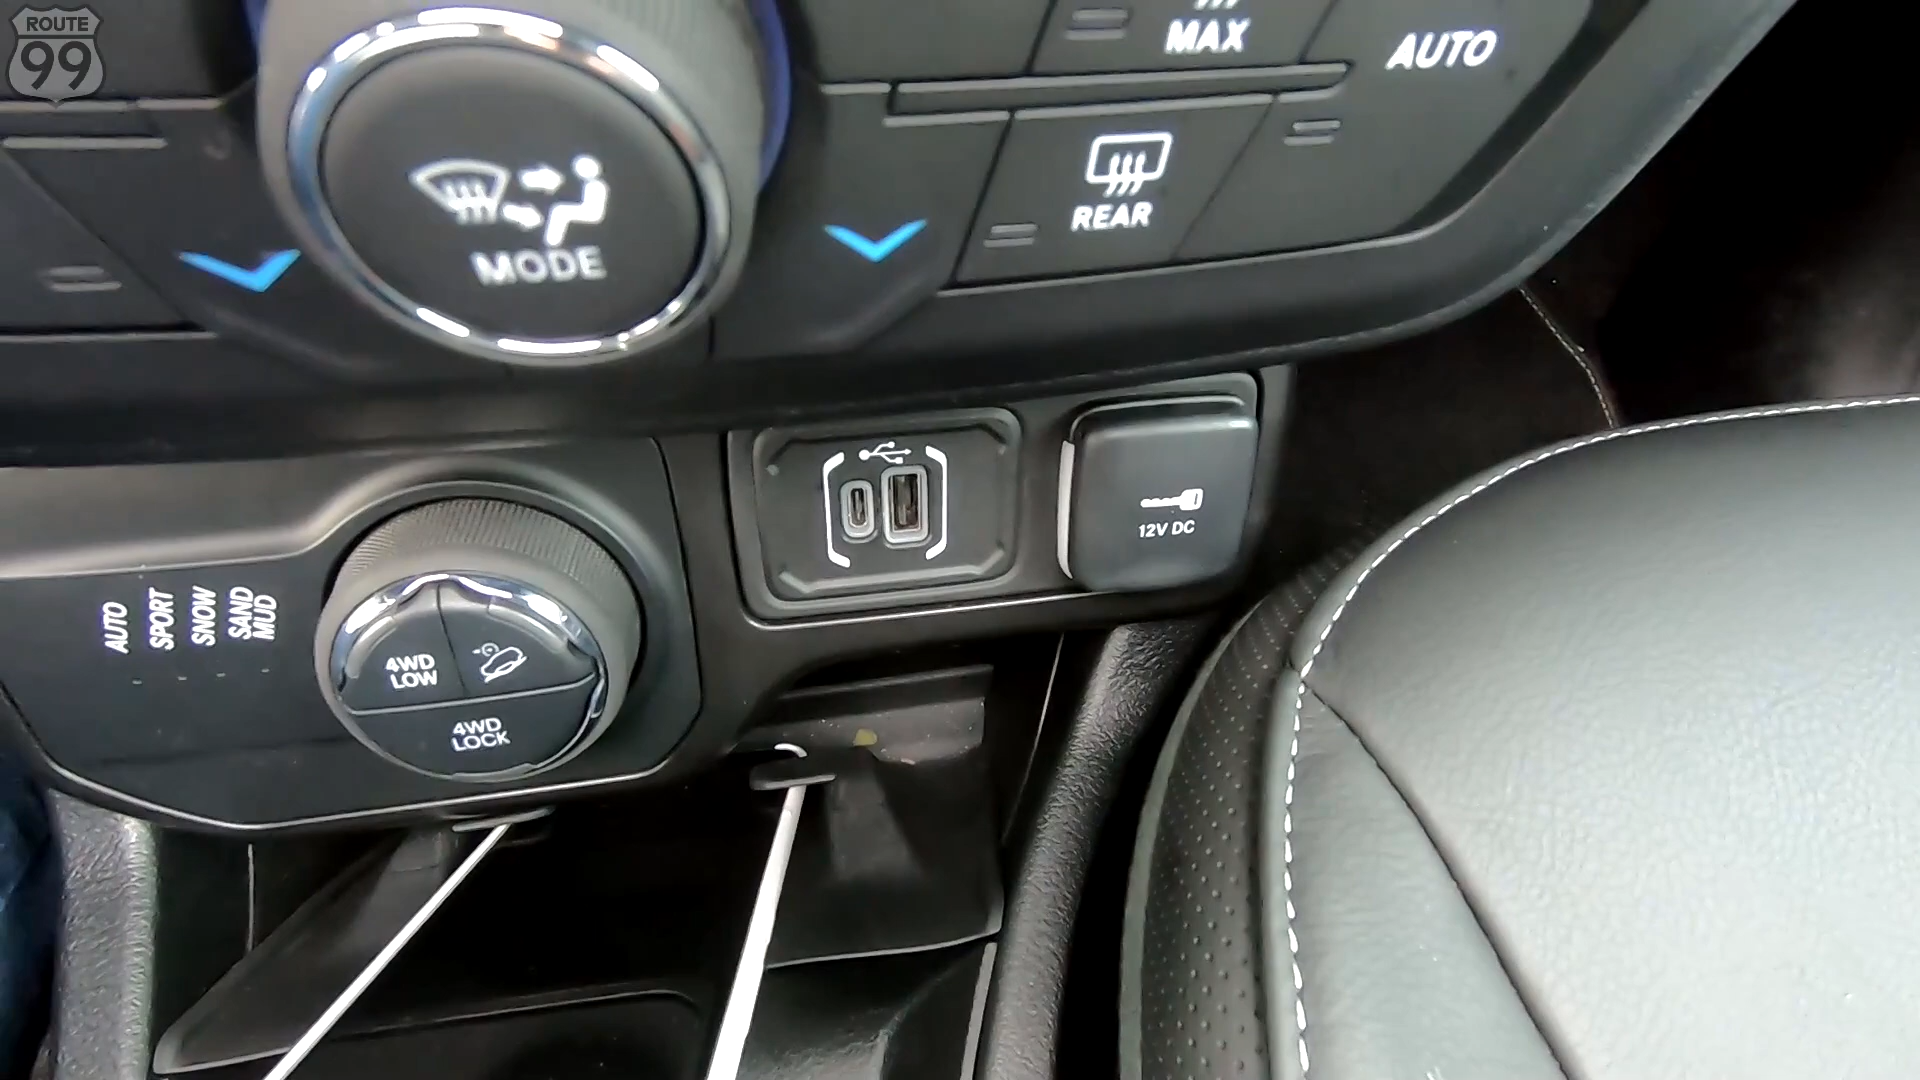 ROUTE
99
MAX
AUTO
REAR
MODE
12V DC
AUTO
SPORT
SNOW
SAND
MUD
4WD
LOW
4WD
LOCK